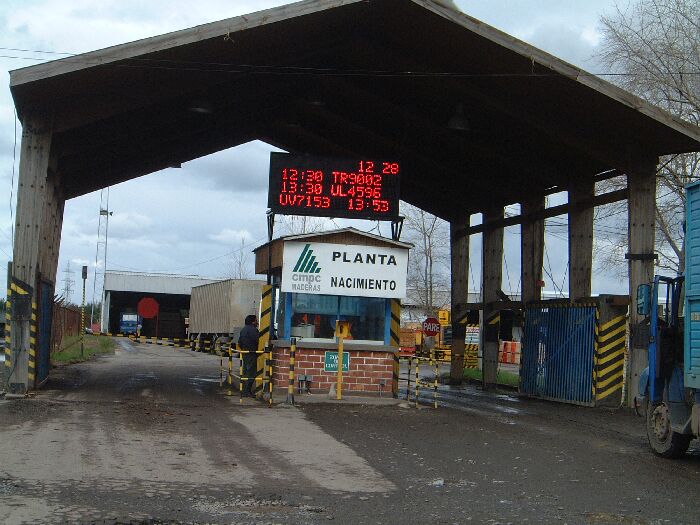 12 28
12:30 TR9002
13:30 UL4596
UV7153 13:53
PLANTA
NACIMIENTO
cmpc
MADERAS
PARE